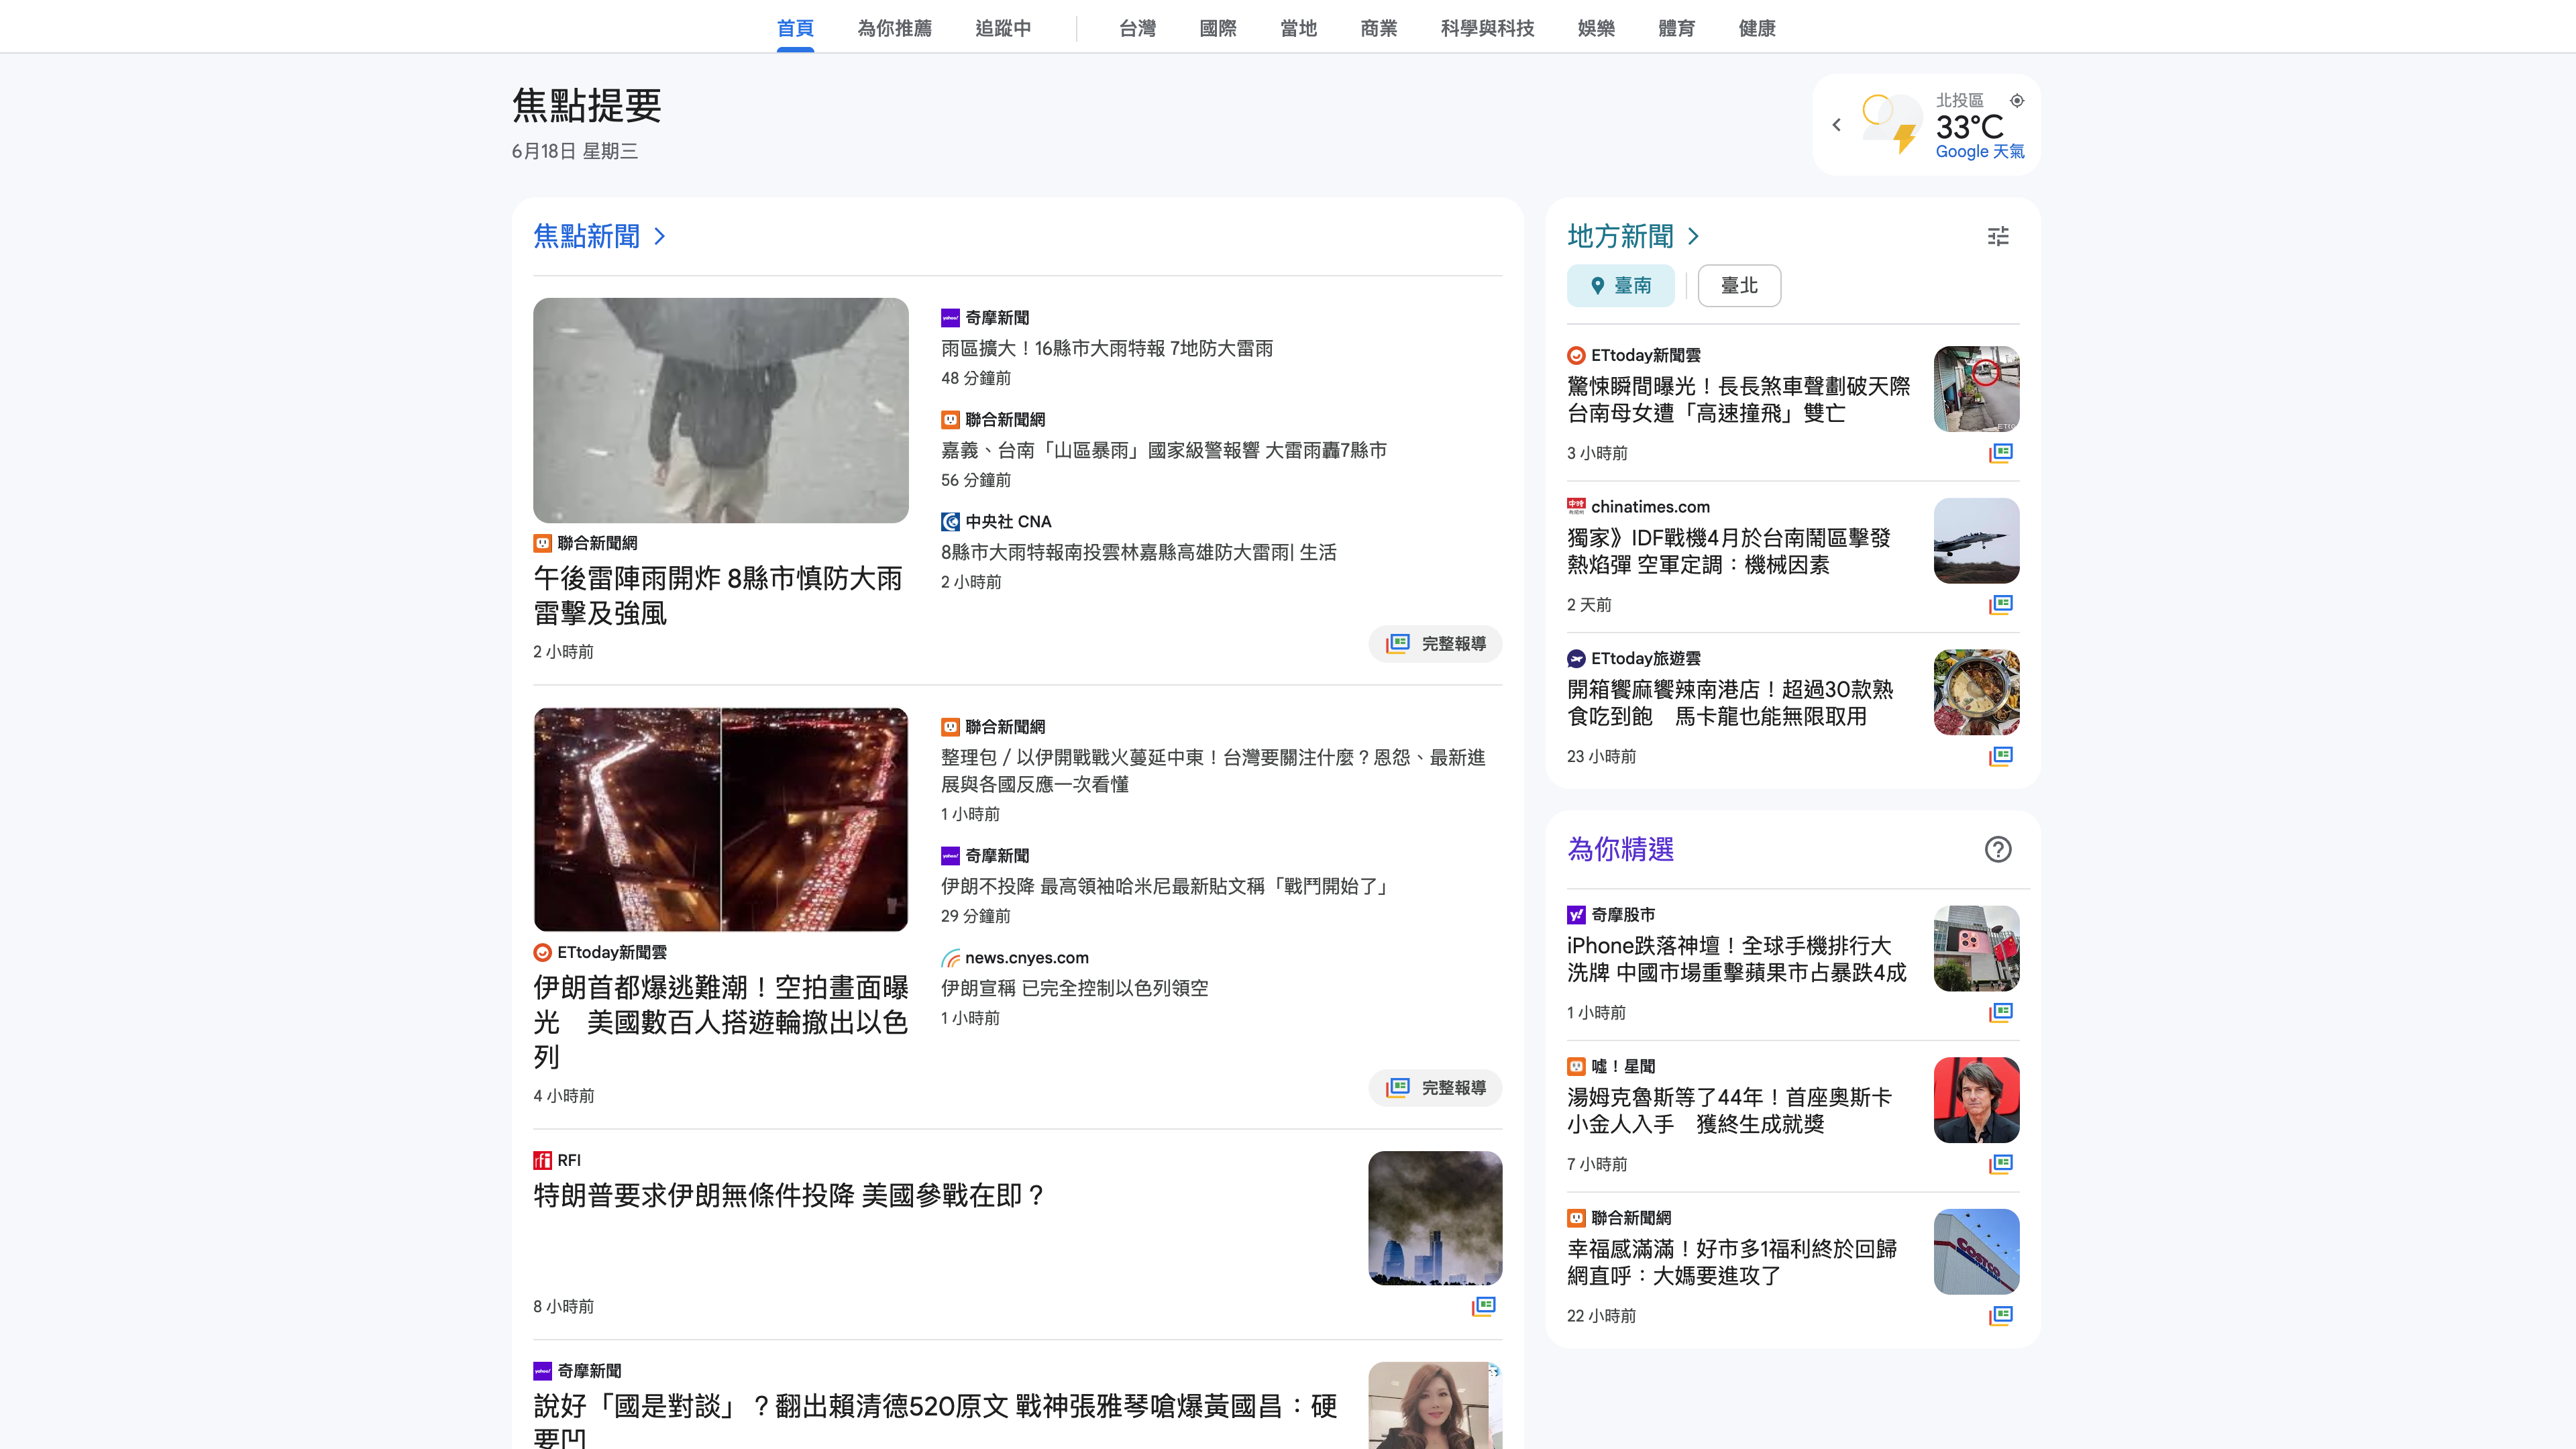 首頁 為你推薦 追蹤中 台灣 國際 當地 商業 科學與科技 娛樂 體育 健康
焦點提要
6月18日 星期三
北投區
33°C
Google 天氣
焦點新聞
聯合新聞網
午後雷陣雨開炸 8縣市慎防大雨
雷擊及強風
2 小時前
奇摩新聞
雨區擴大！16縣市大雨特報 7地防大雷雨
48 分鐘前
聯合新聞網
嘉義、台南「山區暴雨」國家級警報響 大雷雨轟7縣市
56 分鐘前
中央社 CNA
8縣市大雨特報南投雲林嘉縣高雄防大雷雨| 生活
2 小時前
完整報導
ETtoday新聞雲
伊朗首都爆逃難潮！空拍畫面曝
光　美國數百人搭遊輪撤出以色
列
4 小時前
聯合新聞網
整理包 / 以伊開戰戰火蔓延中東！台灣要關注什麼？恩怨、最新進
展與各國反應一次看懂
1 小時前
奇摩新聞
伊朗不投降 最高領袖哈米尼最新貼文稱「戰鬥開始了」
29 分鐘前
news.cnyes.com
伊朗宣稱 已完全控制以色列領空
1 小時前
完整報導
RFI
特朗普要求伊朗無條件投降 美國參戰在即？
8 小時前
奇摩新聞
說好「國是對談」？翻出賴清德520原文 戰神張雅琴嗆爆黃國昌：硬
要凹
地方新聞
臺南
臺北
ETtoday新聞雲
驚悚瞬間曝光！長長煞車聲劃破天際
台南母女遭「高速撞飛」雙亡
3 小時前
chinatimes.com
獨家》IDF戰機4月於台南鬧區擊發
熱焰彈 空軍定調：機械因素
2 天前
ETtoday旅遊雲
開箱饗麻饗辣南港店！超過30款熟
食吃到飽　馬卡龍也能無限取用
23 小時前
為你精選
奇摩股市
iPhone跌落神壇！全球手機排行大
洗牌 中國市場重擊蘋果市占暴跌4成
1 小時前
噓！星聞
湯姆克魯斯等了44年！首座奧斯卡
小金人入手　獲終生成就獎
7 小時前
聯合新聞網
幸福感滿滿！好市多1福利終於回歸
網直呼：大媽要進攻了
22 小時前